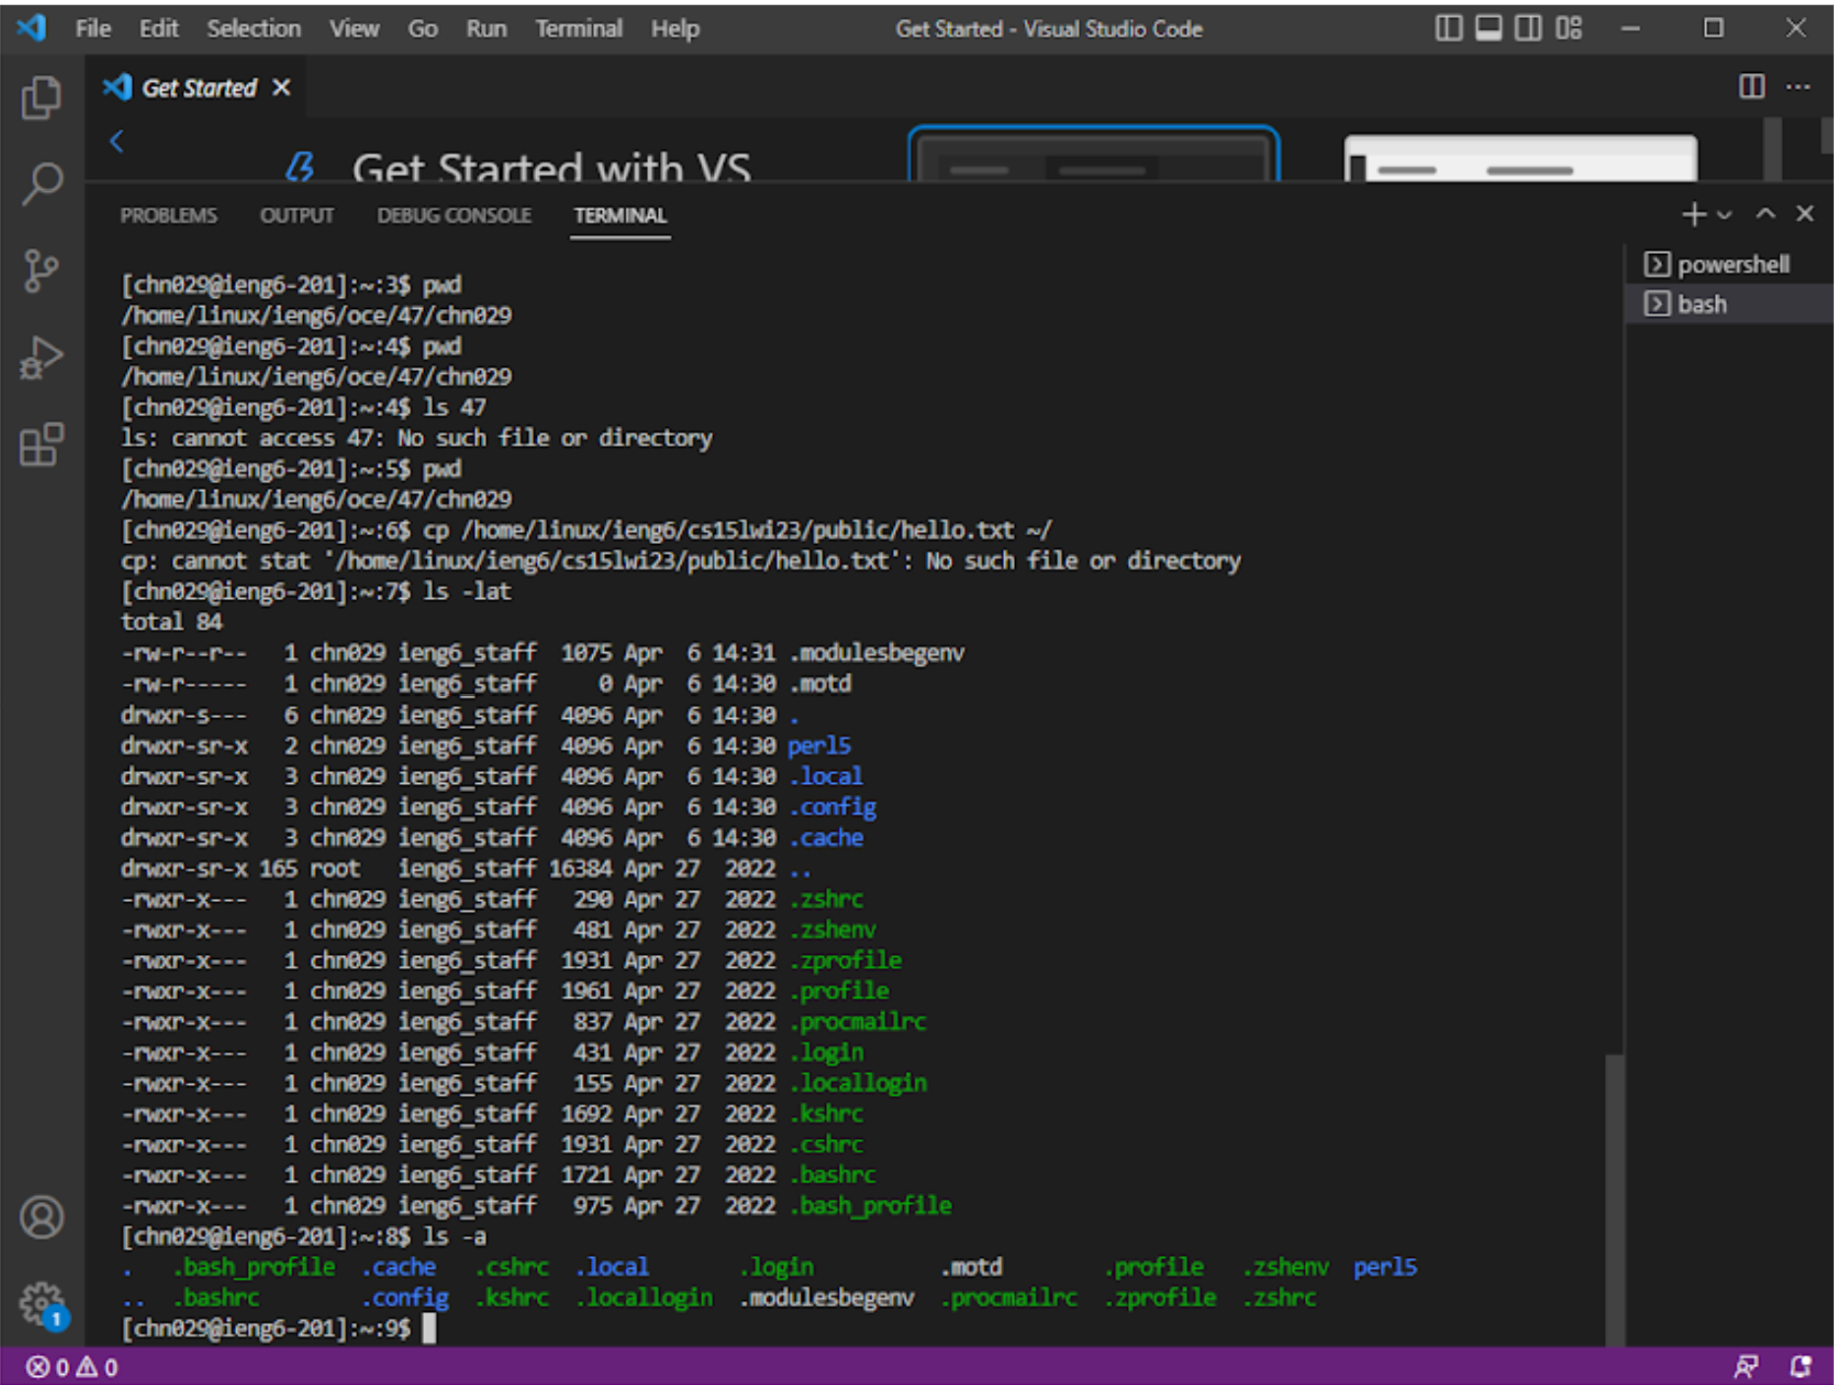 File Edit Selection View Go Run Terminal Help Get Started - Visual Studio Code
Get Started
Get Started with VS
PROBLEMS OUTPUT DEBUG CONSOLE TERMINAL
powershell
bash
[chn029@ieng6-201]:~:3$ pwd
/home/linux/ieng6/oce/47/chn029
[chn029@ieng6-201]:~:4$ pwd
/home/linux/ieng6/oce/47/chn029
[chn029@ieng6-201]:~:4$ ls 47
ls: cannot access 47: No such file or directory
[chn029@ieng6-201]:~:5$ pwd
/home/linux/ieng6/oce/47/chn029
[chn029@ieng6-201]:~:6$ cp /home/linux/ieng6/cs15lwi23/public/hello.txt ~/
cp: cannot stat '/home/linux/ieng6/cs15lwi23/public/hello.txt': No such file or directory
[chn029@ieng6-201]:~:7$ ls -lat
total 84
-rw-r--r-- 1 chn029 ieng6_staff 1075 Apr 6 14:31 .modulesbegenv
-rw-r----- 1 chn029 ieng6_staff 0 Apr 6 14:30 .motd
drwxr-s--- 6 chn029 ieng6_staff 4096 Apr 6 14:30 .
drwxr-sr-x 2 chn029 ieng6_staff 4096 Apr 6 14:30 perl5
drwxr-sr-x 3 chn029 ieng6_staff 4096 Apr 6 14:30 .local
drwxr-sr-x 3 chn029 ieng6_staff 4096 Apr 6 14:30 .config
drwxr-sr-x 3 chn029 ieng6_staff 4096 Apr 6 14:30 .cache
drwxr-sr-x 165 root ieng6_staff 16384 Apr 27 2022 ..
-rwxr-x--- 1 chn029 ieng6_staff 290 Apr 27 2022 .zshrc
-rwxr-x--- 1 chn029 ieng6_staff 481 Apr 27 2022 .zshenv
-rwxr-x--- 1 chn029 ieng6_staff 1931 Apr 27 2022 .zprofile
-rwxr-x--- 1 chn029 ieng6_staff 1961 Apr 27 2022 .profile
-rwxr-x--- 1 chn029 ieng6_staff 837 Apr 27 2022 .procmailrc
-rwxr-x--- 1 chn029 ieng6_staff 431 Apr 27 2022 .login
-rwxr-x--- 1 chn029 ieng6_staff 155 Apr 27 2022 .locallogin
-rwxr-x--- 1 chn029 ieng6_staff 1692 Apr 27 2022 .kshrc
-rwxr-x--- 1 chn029 ieng6_staff 1931 Apr 27 2022 .cshrc
-rwxr-x--- 1 chn029 ieng6_staff 1721 Apr 27 2022 .bashrc
-rwxr-x--- 1 chn029 ieng6_staff 975 Apr 27 2022 .bash_profile
[chn029@ieng6-201]:~:8$ ls -a
. .bash_profile .cache .cshrc .local .login .motd .profile .zshenv perl5
.. .bashrc .config .kshrc .locallogin .modulesbegenv .procmailrc .zprofile .zshrc
[chn029@ieng6-201]:~:9$
1
0 0